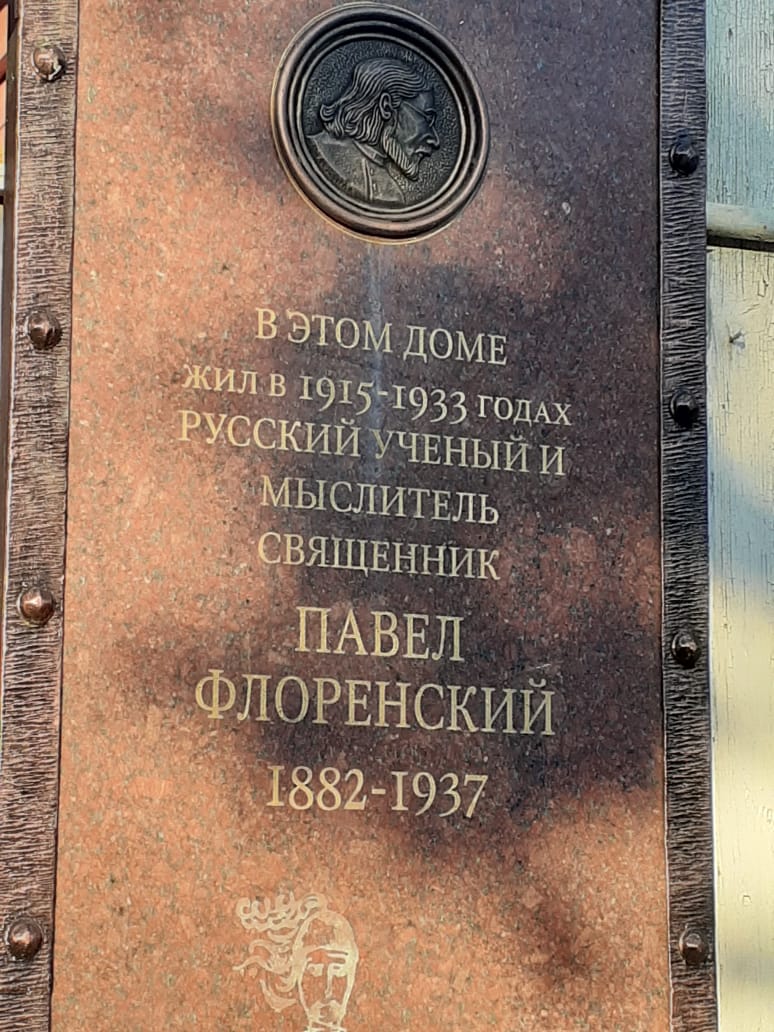 В ЭТОМ ДОМЕ
ЖИЛ В 1915-1933 ГОДАХ
РУССКИЙ УЧЕНЫЙ И
МЫСЛИТЕЛЬ
СВЯЩЕННИК
ПАВЕЛ
ФЛОРЕНСКИЙ
1882-1937